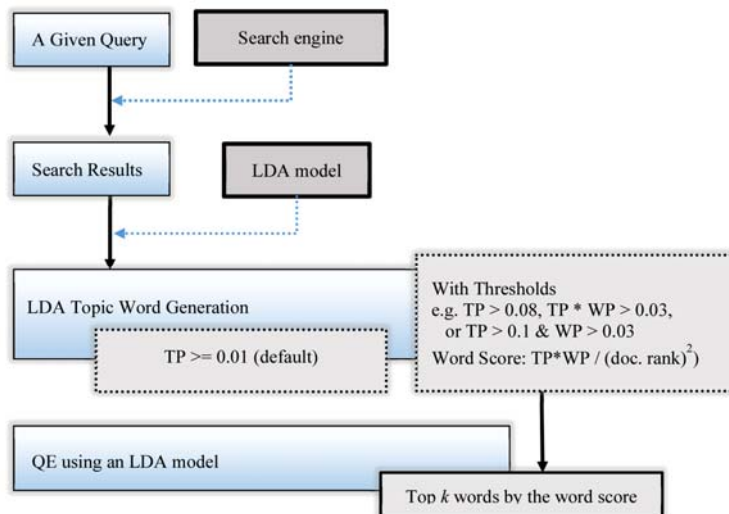 A Given Query
Search engine
Search Results
LDA model
LDA Topic Word Generation
With Thresholds
e.g. TP > 0.08, TP * WP > 0.03,
or TP > 0.1 & WP > 0.03
Word Score: TP*WP / (doc. rank)²)
TP >= 0.01 (default)
QE using an LDA model
Top k words by the word score